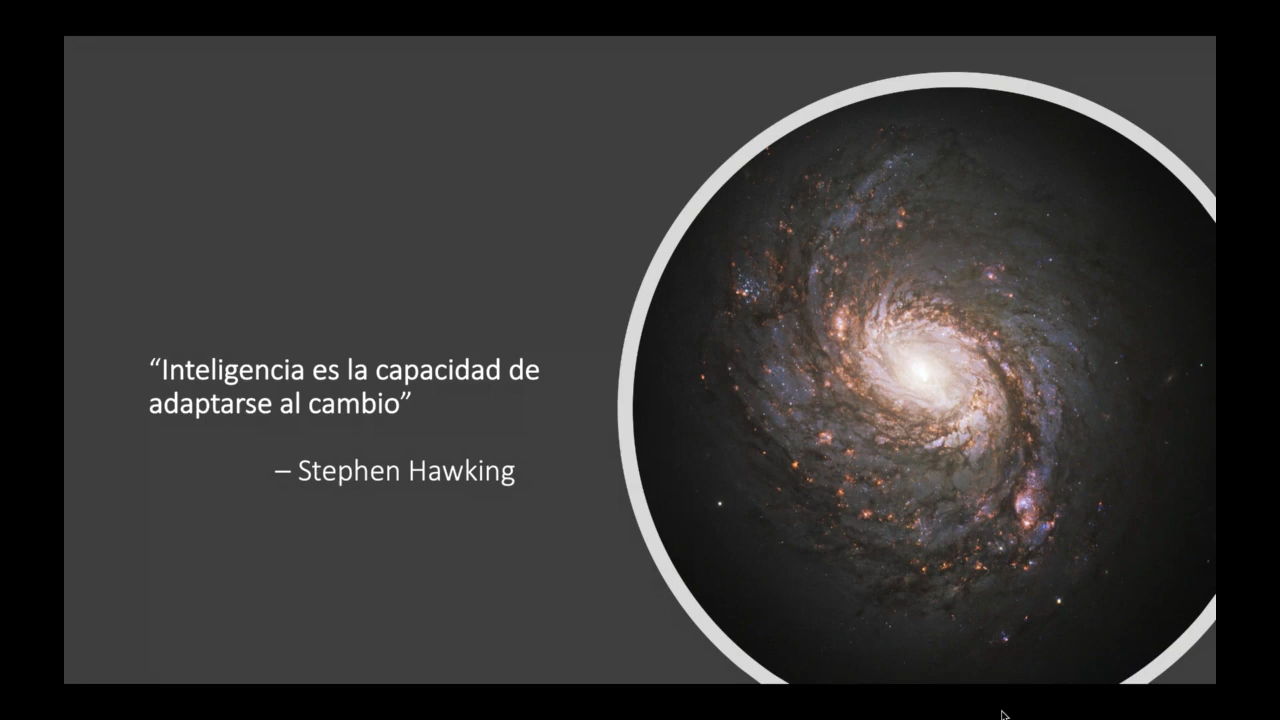 “Inteligencia es la capacidad de
adaptarse al cambio”
– Stephen Hawking